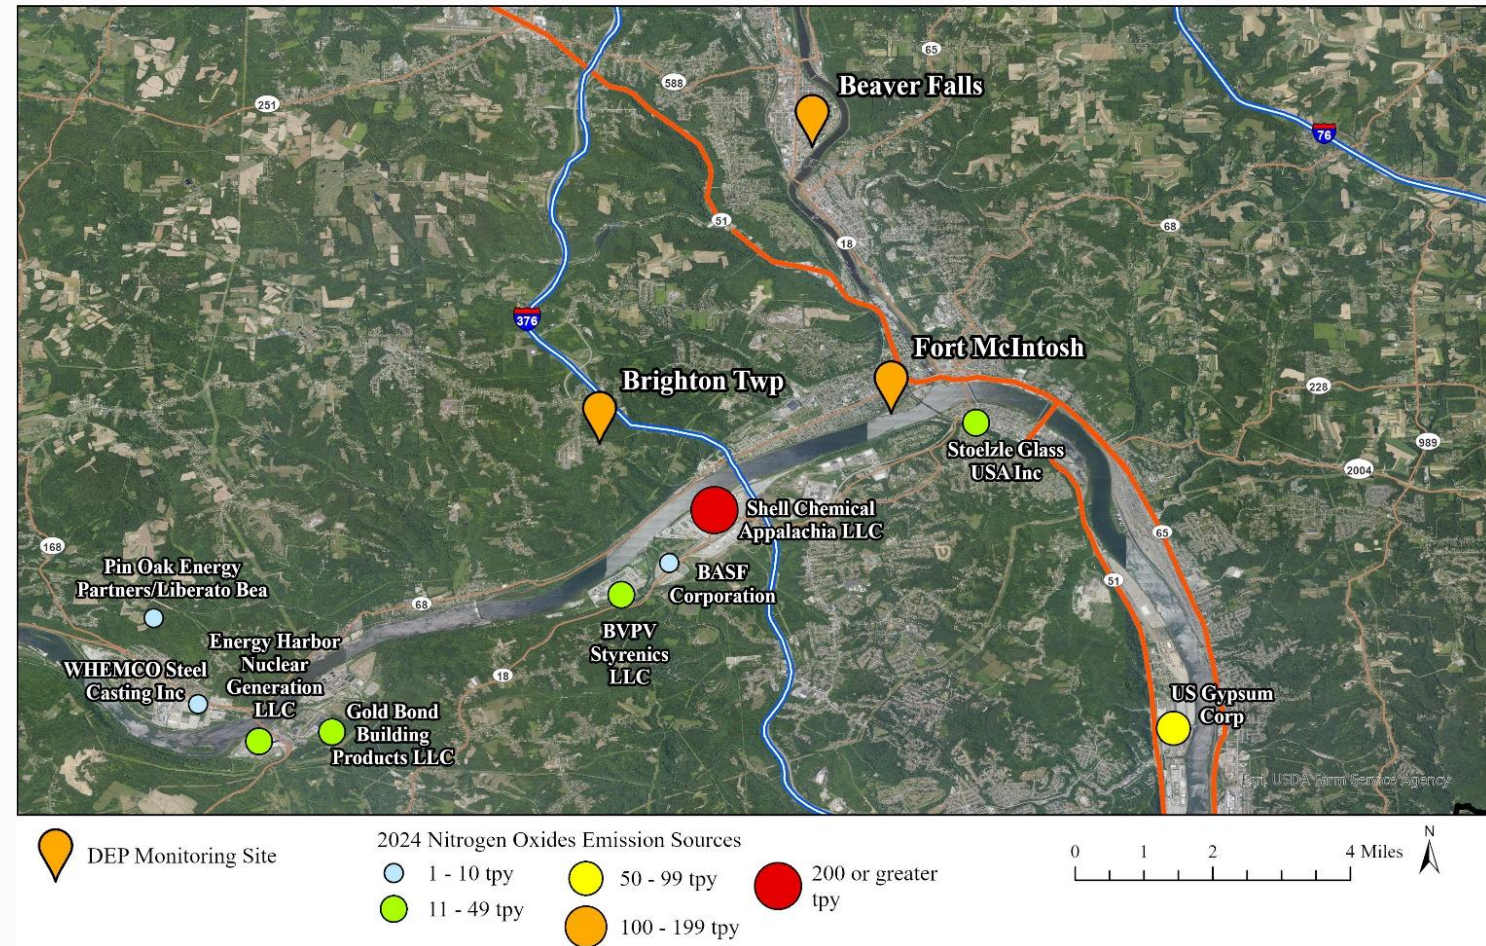 65
588
Beaver Falls
251
76
51
68
18
376
Fort McIntosh
Brighton Twp
228
989
Stoelzle Glass
USA Inc
2004
Shell Chemical
Appalachia LLC
65
168
Pin Oak Energy
Partners/Liberato Bea
BASF
Corporation
51
68
BVPV
Styrenics
LLC
Energy Harbor
Nuclear
Generation
LLC
WHEMCO Steel
Casting Inc
18
US Gypsum
Corp
Gold Bond
Building
Products LLC
Esri, USDA Farm Service Agency
DEP Monitoring Site
2024 Nitrogen Oxides Emission Sources
1 - 10 tpy
11 - 49 tpy
50 - 99 tpy
100 - 199 tpy
200 or greater
tpy
0 1 2 4 Miles
N